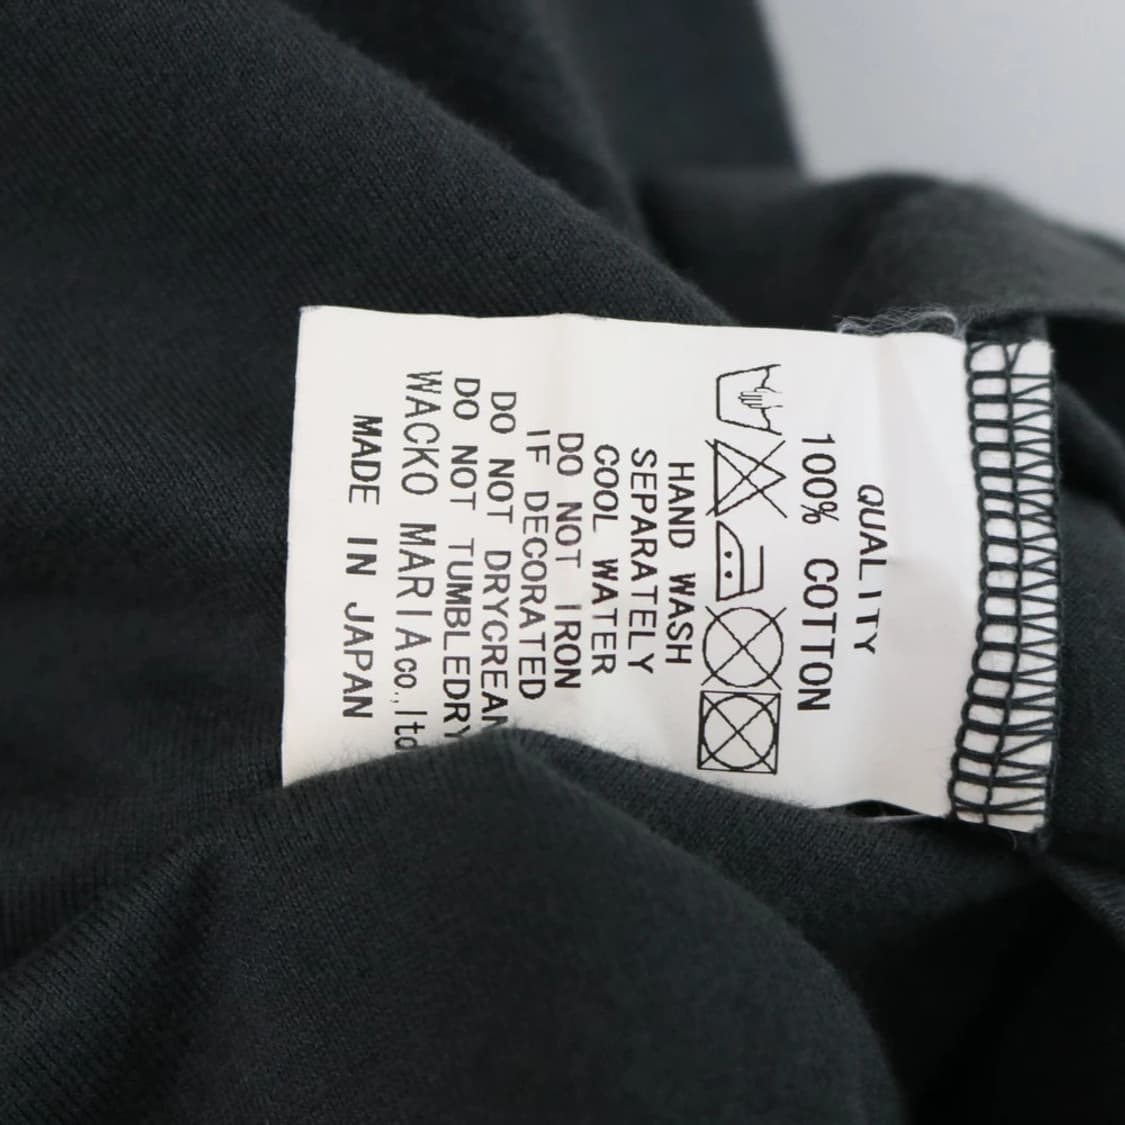 QUALITY
100% COTTON
HAND WASH
SEPARATELY
COOL WATER
DO NOT IRON
IF DECORATED
DO NOT DRYCREAN
DO NOT TUMBLEDRY
WACKO MARIA co.,ltd
MADE IN JAPAN